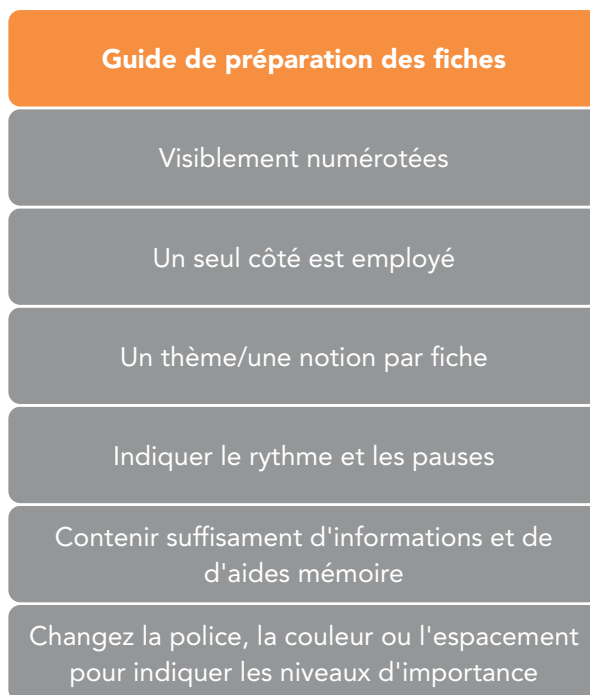 Guide de préparation des fiches
Visiblement numérotées
Un seul côté est employé
Un thème/une notion par fiche
Indiquer le rythme et les pauses
Contenir suffisament d'informations et de
d'aides mémoire
Changez la police, la couleur ou l'espacement
pour indiquer les niveaux d'importance